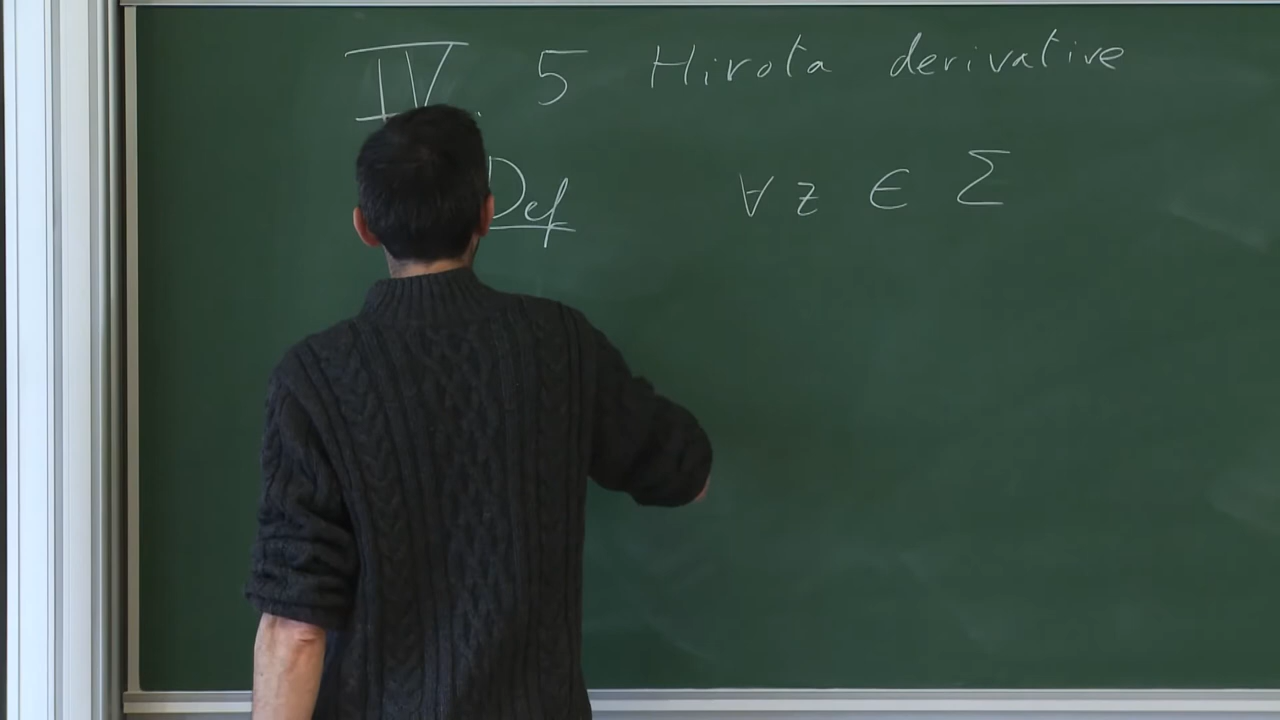 IV. 5 Hirota derivative
Def ∀ z ∈ Σ